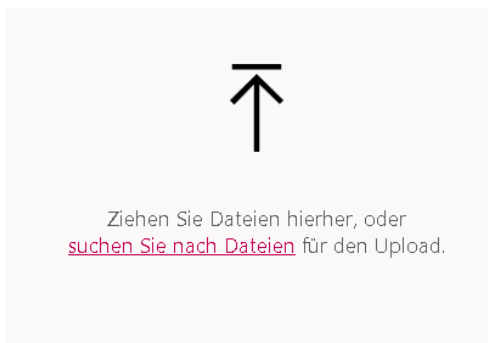 Ziehen Sie Dateien hierher, oder
suchen Sie nach Dateien für den Upload.